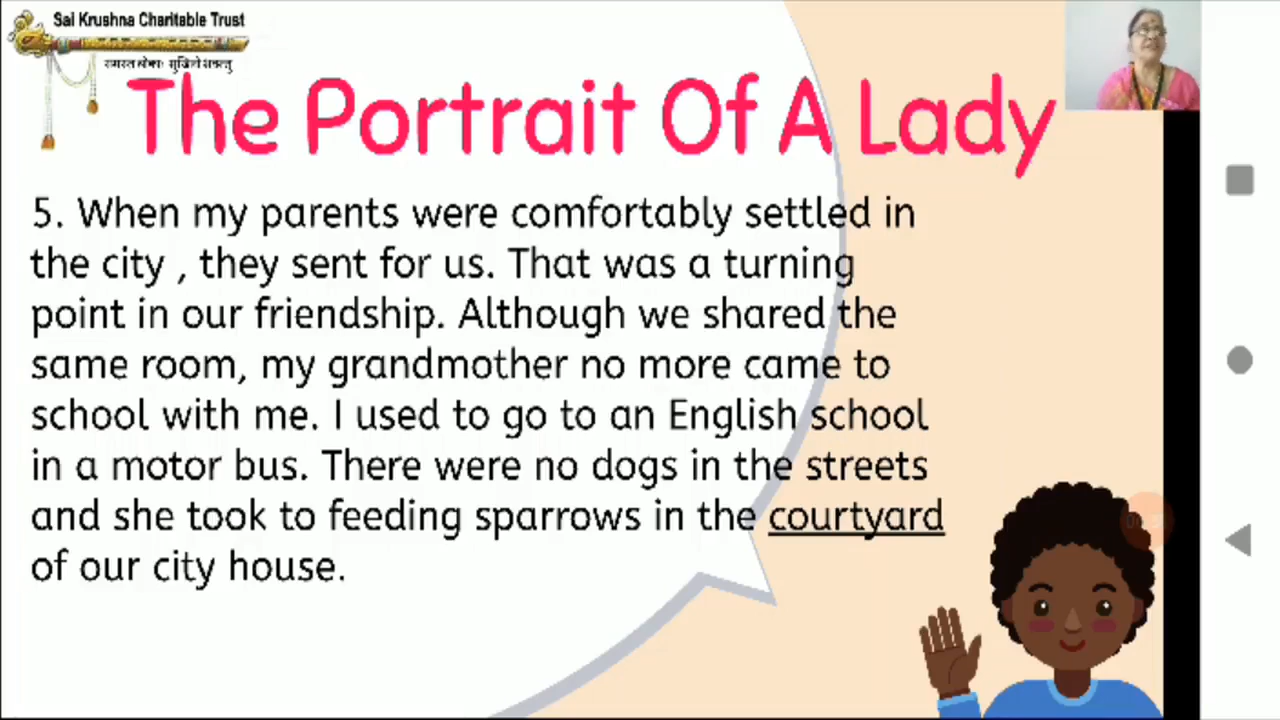 Sai Krushna Charitable Trust
समस्त लोकाः सुखिनो भवन्तु
The Portrait Of A Lady
5. When my parents were comfortably settled in
the city , they sent for us. That was a turning
point in our friendship. Although we shared the
same room, my grandmother no more came to
school with me. I used to go to an English school
in a motor bus. There were no dogs in the streets
and she took to feeding sparrows in the courtyard
of our city house.